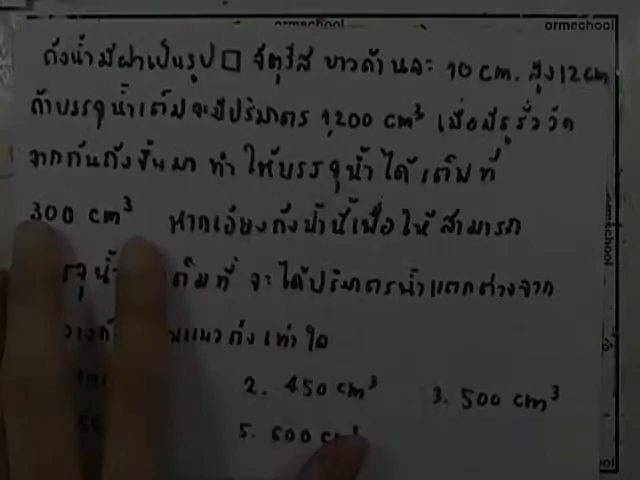 ormschool ormschool
ถังน้ำมีฝาเป็นรูป □ จัตุรัส ยาวด้านละ 10 cm. สูง 12 cm
ถ้าบรรจุน้ำเต็มจะมีปริมาตร 1,200 cm³ เมื่อมีรูรั่ววัด
จากก้นถังขึ้นมา ทำให้บรรจุน้ำได้เต็มที่
300 cm³ หากเอียงถังน้ำนี้เพื่อให้สามารถ
รจุน้ำ เต็มที่ จะได้ปริมาตรน้ำแตกต่างจาก
วาง แนวตั้งเท่าใด
2. 450 cm³ 3. 500 cm³
5. 600 cm³
ormschool